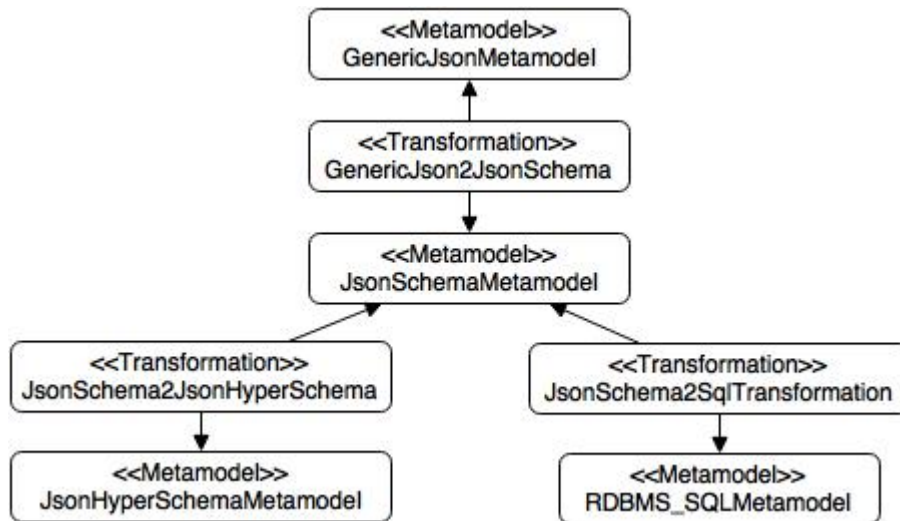 <<Metamodel>>
GenericJsonMetamodel
<<Transformation>>
GenericJson2JsonSchema
<<Metamodel>>
JsonSchemaMetamodel
<<Transformation>>
JsonSchema2JsonHyperSchema
<<Transformation>>
JsonSchema2SqlTransformation
<<Metamodel>>
JsonHyperSchemaMetamodel
<<Metamodel>>
RDBMS_SQLMetamodel